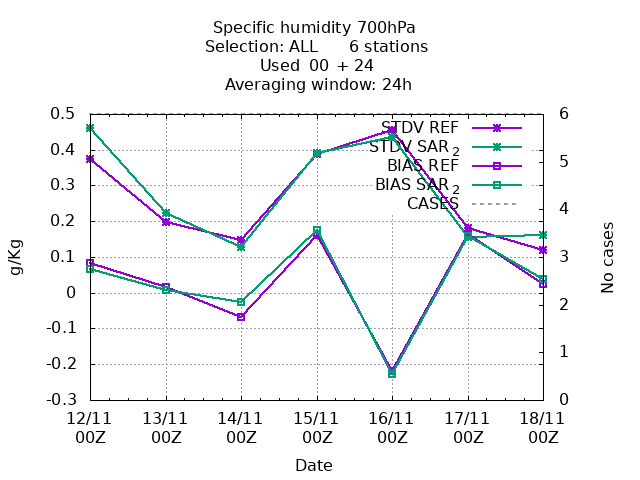 Specific humidity 700hPa
Selection: ALL 6 stations
Used 00 + 24
Averaging window: 24h
0.5
0.4
0.3
0.2
0.1
0
-0.1
-0.2
-0.3
g/Kg
6
5
4
3
2
1
0
No cases
STDV REF
STDV SAR2
BIAS REF
BIAS SAR2
CASES
12/11 13/11 14/11 15/11 16/11 17/11 18/11
00Z 00Z 00Z 00Z 00Z 00Z 00Z
Date